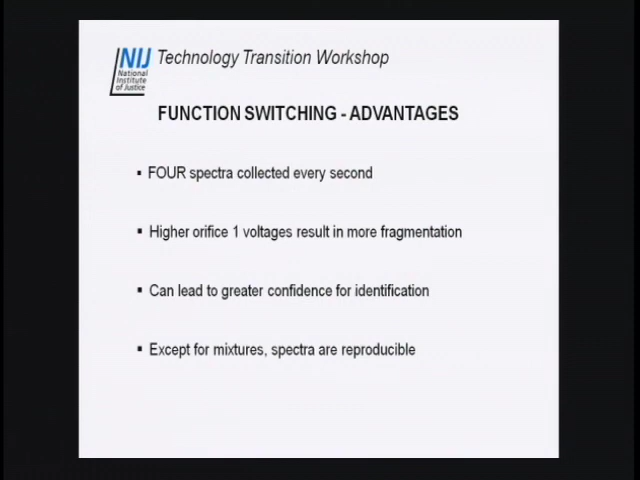 NIJ
National
Institute
of Justice
Technology Transition Workshop
FUNCTION SWITCHING - ADVANTAGES
▪ FOUR spectra collected every second
▪ Higher orifice 1 voltages result in more fragmentation
▪ Can lead to greater confidence for identification
▪ Except for mixtures, spectra are reproducible